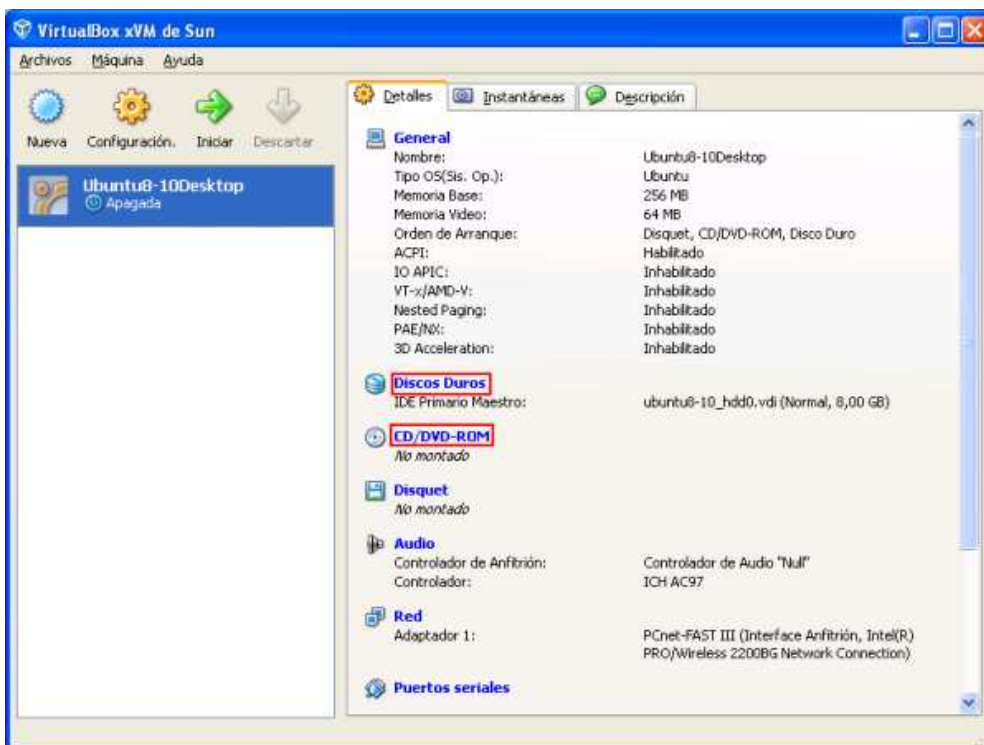 VirtualBox xVM de Sun
Archivos Máquina Ayuda
Nueva Configuración. Iniciar Descartar
Ubuntu8-10Desktop
Apagada
Detalles Instantáneas Descripción
General
Nombre: Ubuntu8-10Desktop
Tipo OS(Sis. Op.): Ubuntu
Memoria Base: 256 MB
Memoria Video: 64 MB
Orden de Arranque: Disquet, CD/DVD-ROM, Disco Duro
ACPI: Habilitado
IO APIC: Inhabilitado
VT-x/AMD-V: Inhabilitado
Nested Paging: Inhabilitado
PAE/NX: Inhabilitado
3D Acceleration: Inhabilitado
Discos Duros
IDE Primario Maestro: ubuntu8-10_hdd0.vdi (Normal, 8,00 GB)
CD/DVD-ROM
No montado
Disquet
No montado
Audio
Controlador de Anfitrión: Controlador de Audio "Null"
Controlador: ICH AC97
Red
Adaptador 1: PCnet-FAST III (Interface Anfitrión, Intel(R)
PRO/Wireless 2200BG Network Connection)
Puertos seriales